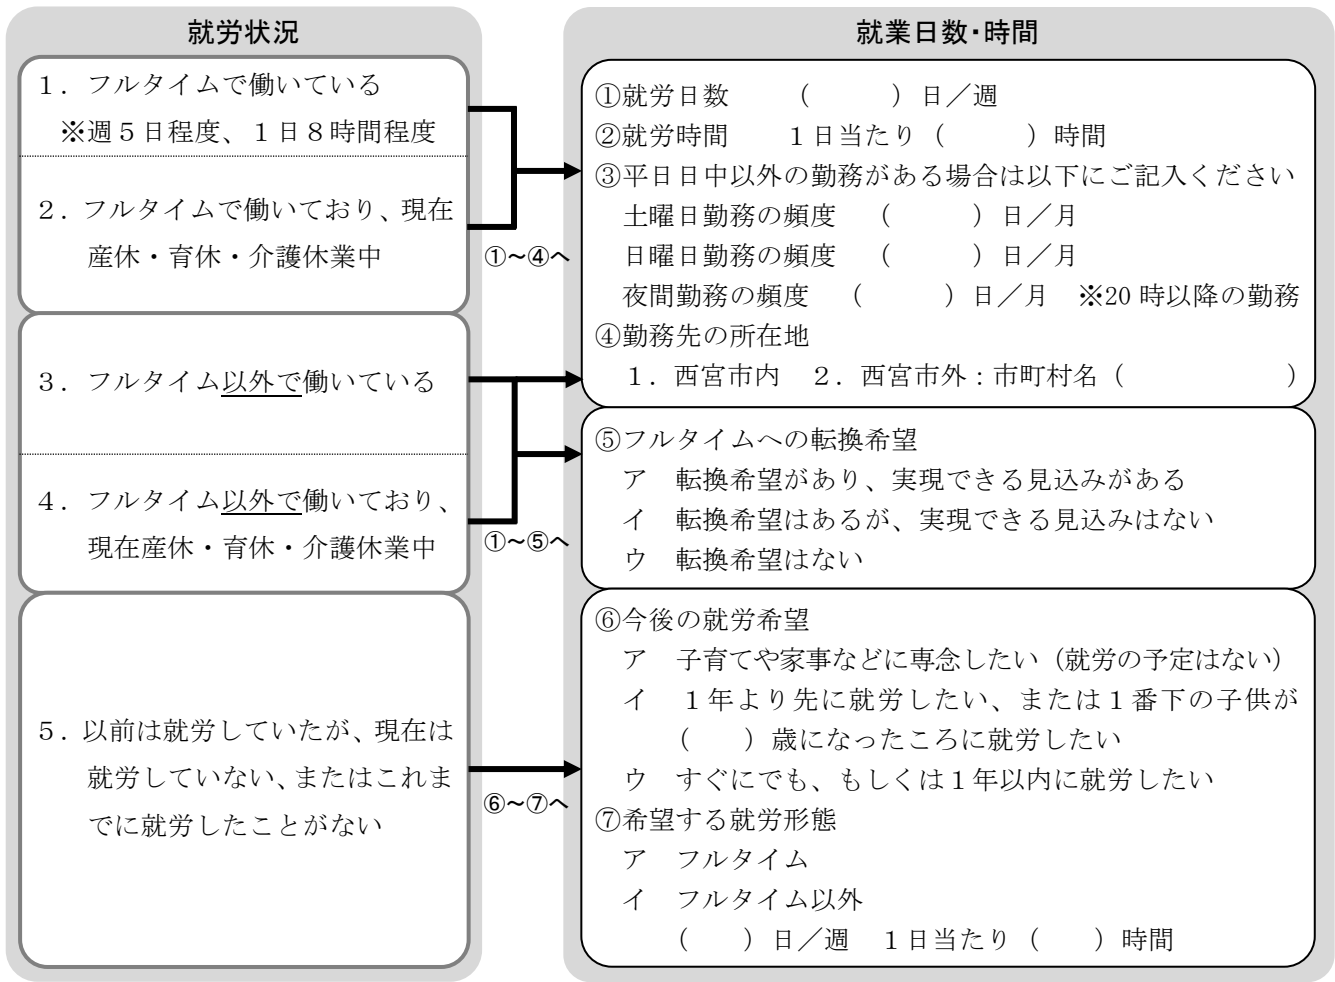 就労状況
１．フルタイムで働いている
※週５日程度、１日８時間程度
２．フルタイムで働いており、現在
産休・育休・介護休業中
①～④へ
３．フルタイム以外で働いている
４．フルタイム以外で働いており、
現在産休・育休・介護休業中
①～⑤へ
５．以前は就労していたが、現在は
就労していない、またはこれま
でに就労したことがない
⑥～⑦へ
就業日数・時間
①就労日数　（　　　）日／週
②就労時間　１日当たり（　　　）時間
③平日日中以外の勤務がある場合は以下にご記入ください
土曜日勤務の頻度　（　　　）日／月
日曜日勤務の頻度　（　　　）日／月
夜間勤務の頻度　（　　　）日／月　※20 時以降の勤務
④勤務先の所在地
１．西宮市内　２．西宮市外：市町村名（　　　　　　）
⑤フルタイムへの転換希望
ア　転換希望があり、実現できる見込みがある
イ　転換希望はあるが、実現できる見込みはない
ウ　転換希望はない
⑥今後の就労希望
ア　子育てや家事などに専念したい（就労の予定はない）
イ　１年より先に就労したい、または１番下の子供が
（　　）歳になったころに就労したい
ウ　すぐにでも、もしくは１年以内に就労したい
⑦希望する就労形態
ア　フルタイム
イ　フルタイム以外
（　　）日／週　１日当たり（　　）時間